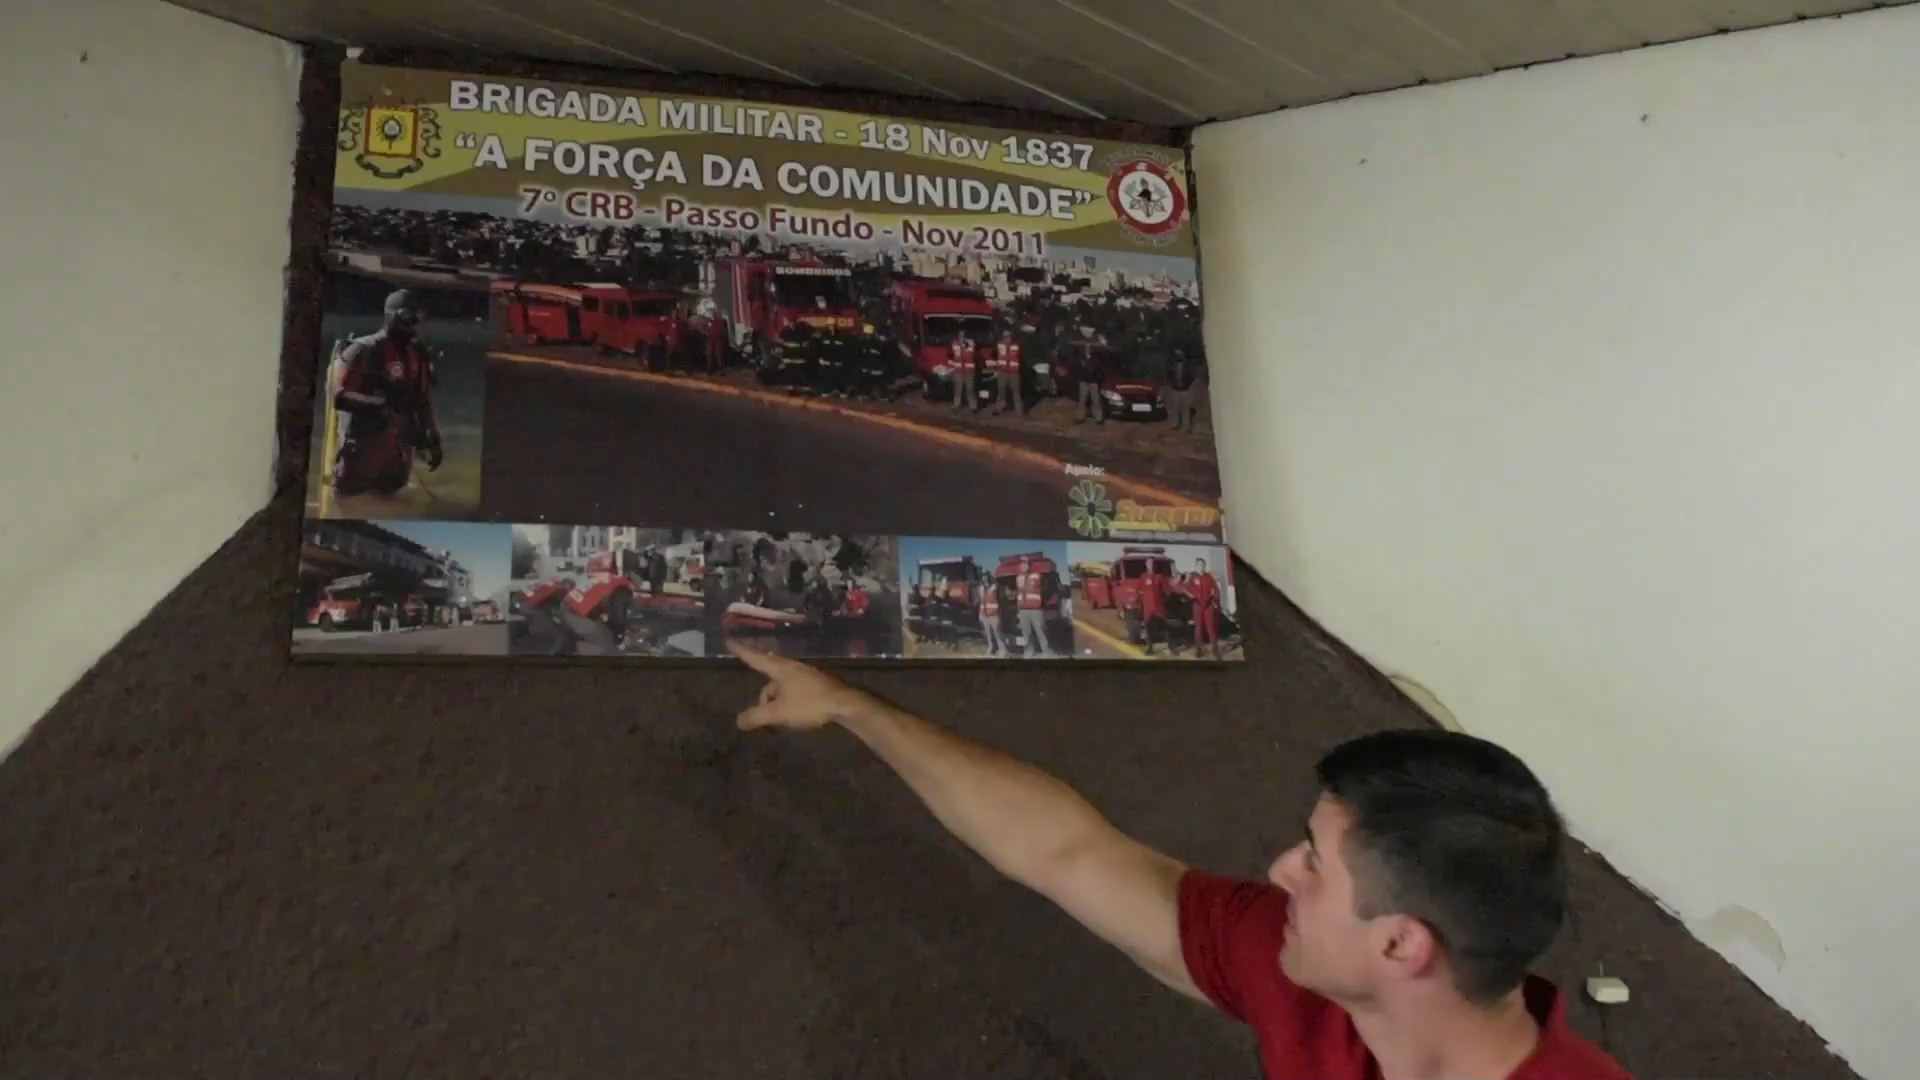 BRIGADA MILITAR - 18 Nov 1837
“A FORÇA DA COMUNIDADE”
7º CRB - Passo Fundo - Nov 2011
BOMBEIROS
Apoio: